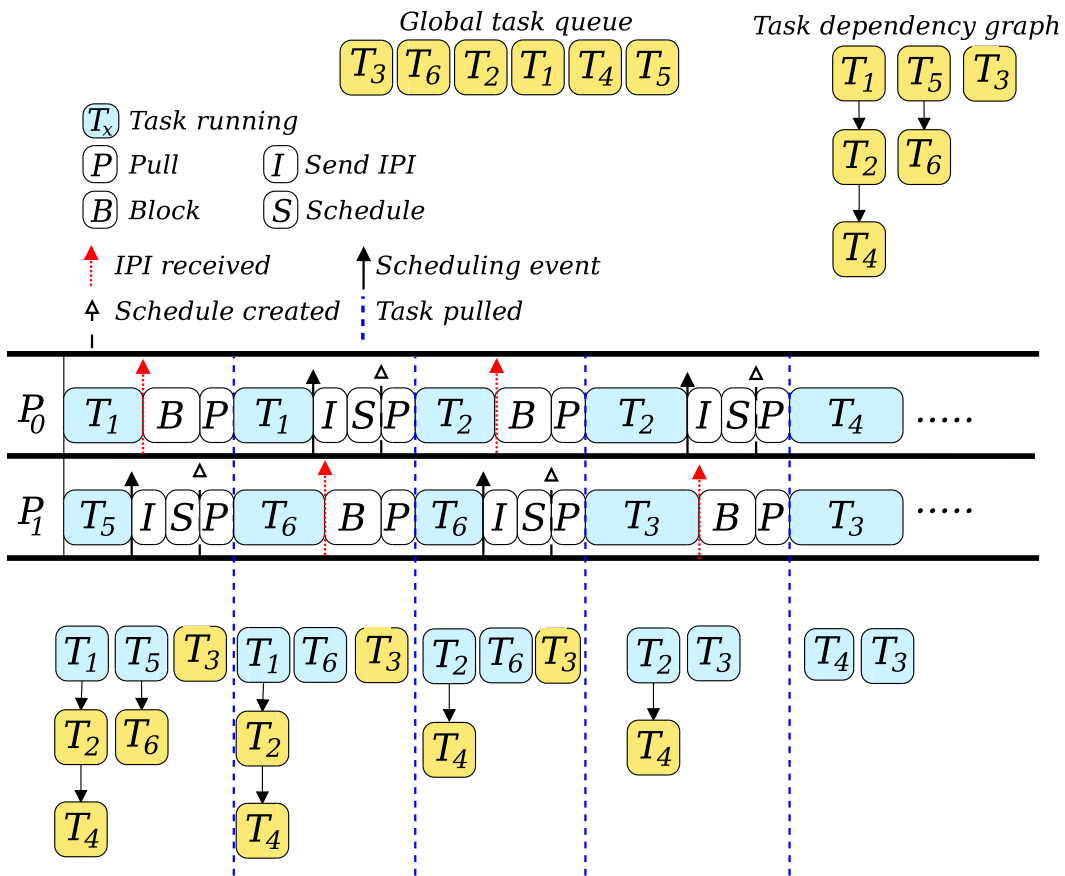 Global task queue
T3 T6 T2 T1 T4 T5
Task dependency graph
T1 T5 T3
T2 T6
T4
Tx Task running
P Pull
I Send IPI
B Block
S Schedule
IPI received
Scheduling event
Schedule created
Task pulled
P0 T1 B P T1 I S P T2 B P T2 I S P T4 .....
P1 T5 I S P T6 B P T6 I S P T3 B P T3 .....
T1 T5 T3 T1 T6 T3 T2 T6 T3 T2 T3 T4 T3
T2 T6 T2 T4 T4
T4 T4